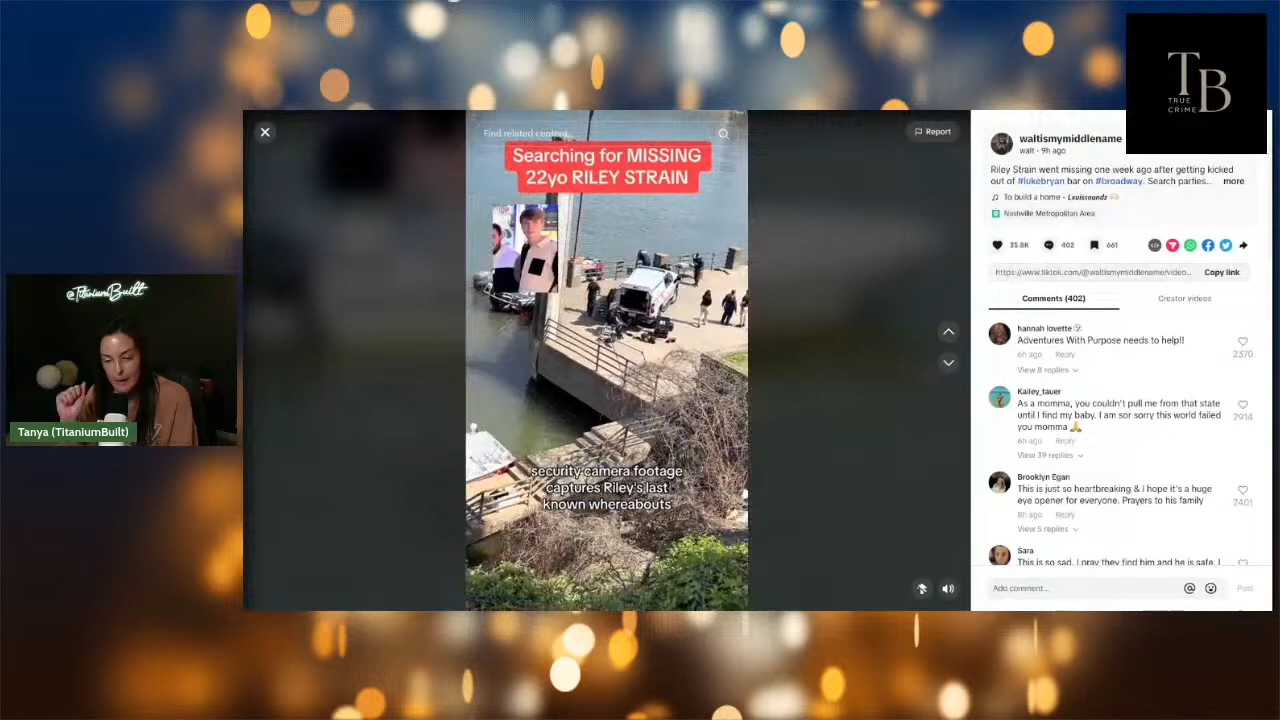 TB
TRUE
CRIME
@TitaniumBuilt
Tanya (TitaniumBuilt)
Find related content...
Report
Searching for MISSING
22yo RILEY STRAIN
security camera footage
captures Riley's last
known whereabouts
waltismymiddlename
walt · 9h ago
Riley Strain went missing one week ago after getting kicked
out of #lukebryan bar on #broadway. Search parties... more
To build a home - Lxuissoundz
Nashville Metropolitan Area
35.8K 402 661
https://www.tiktok.com/@waltismymiddlename/video... Copy link
Comments (402) Creator videos
hannah lovette
Adventures With Purpose needs to help!!
6h ago Reply 2370
View 8 replies
Kailey_tauer
As a momma, you couldn't pull me from that state
until I find my baby. I am sor sorry this world failed
you momma 🙏
2914
6h ago Reply
View 39 replies
Brooklyn Egan
This is just so heartbreaking & I hope it's a huge
eye opener for everyone. Prayers to his family
2401
8h ago Reply
View 5 replies
Sara
This is so sad. I pray they find him and he is safe. I
Add comment... Post